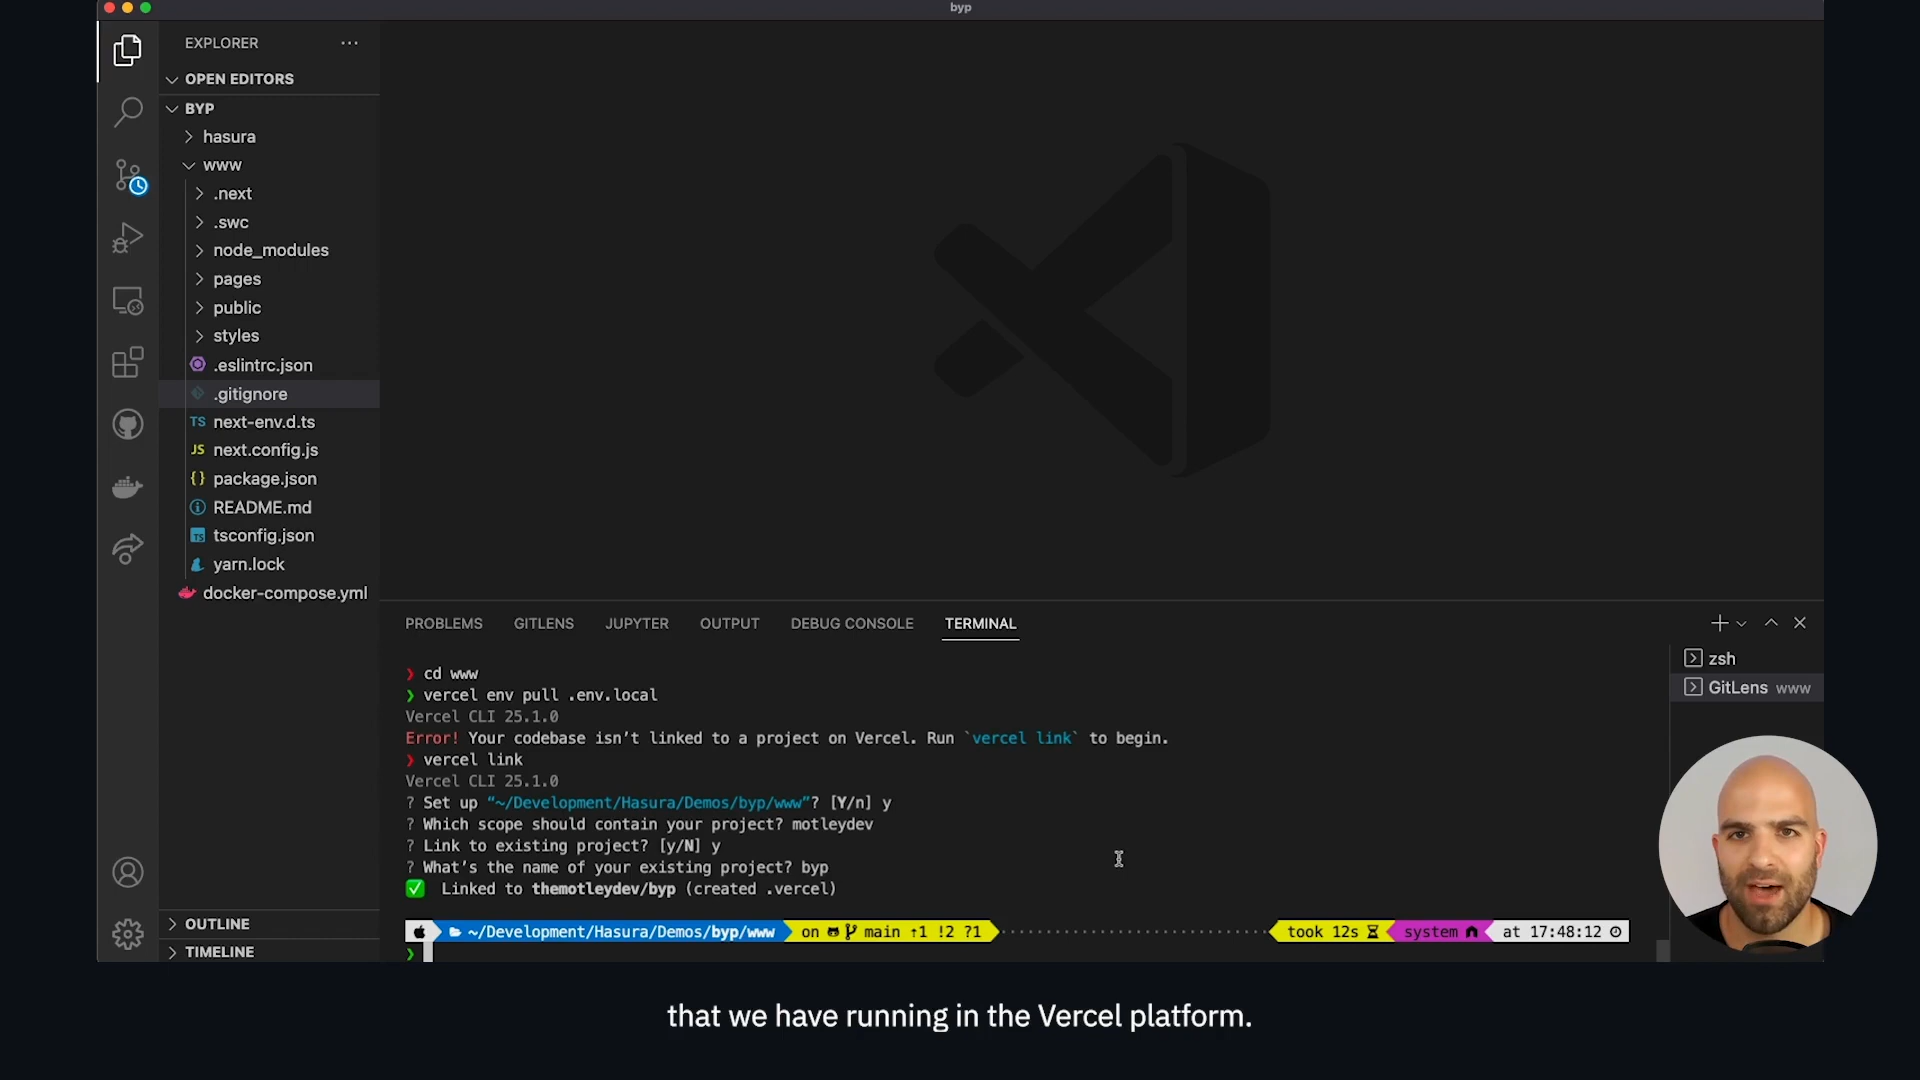 byp
EXPLORER
OPEN EDITORS
BYP
hasura
www
.next
.swc
node_modules
pages
public
styles
.eslintrc.json
.gitignore
TS next-env.d.ts
JS next.config.js
{} package.json
README.md
TS tsconfig.json
yarn.lock
docker-compose.yml
OUTLINE
TIMELINE
PROBLEMS GITLENS JUPYTER OUTPUT DEBUG CONSOLE TERMINAL
❯ cd www
❯ vercel env pull .env.local
Vercel CLI 25.1.0
Error! Your codebase isn't linked to a project on Vercel. Run `vercel link` to begin.
❯ vercel link
Vercel CLI 25.1.0
? Set up “~/Development/Hasura/Demos/byp/www”? [Y/n] y
? Which scope should contain your project? motleydev
? Link to existing project? [y/N] y
? What's the name of your existing project? byp
✅ Linked to themotleydev/byp (created .vercel)
~/Development/Hasura/Demos/byp/www on main ↑1 !2 ?1 took 12s system at 17:48:12
❯
zsh
GitLens www
that we have running in the Vercel platform.